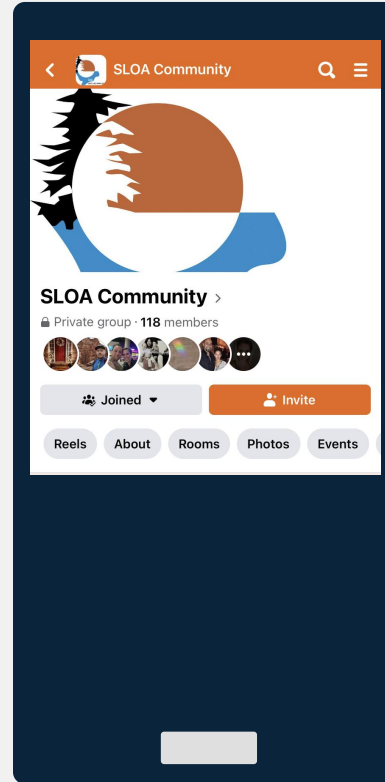 SLOA Community
SLOA Community
Private group · 118 members
Joined
Invite
Reels About Rooms Photos Events